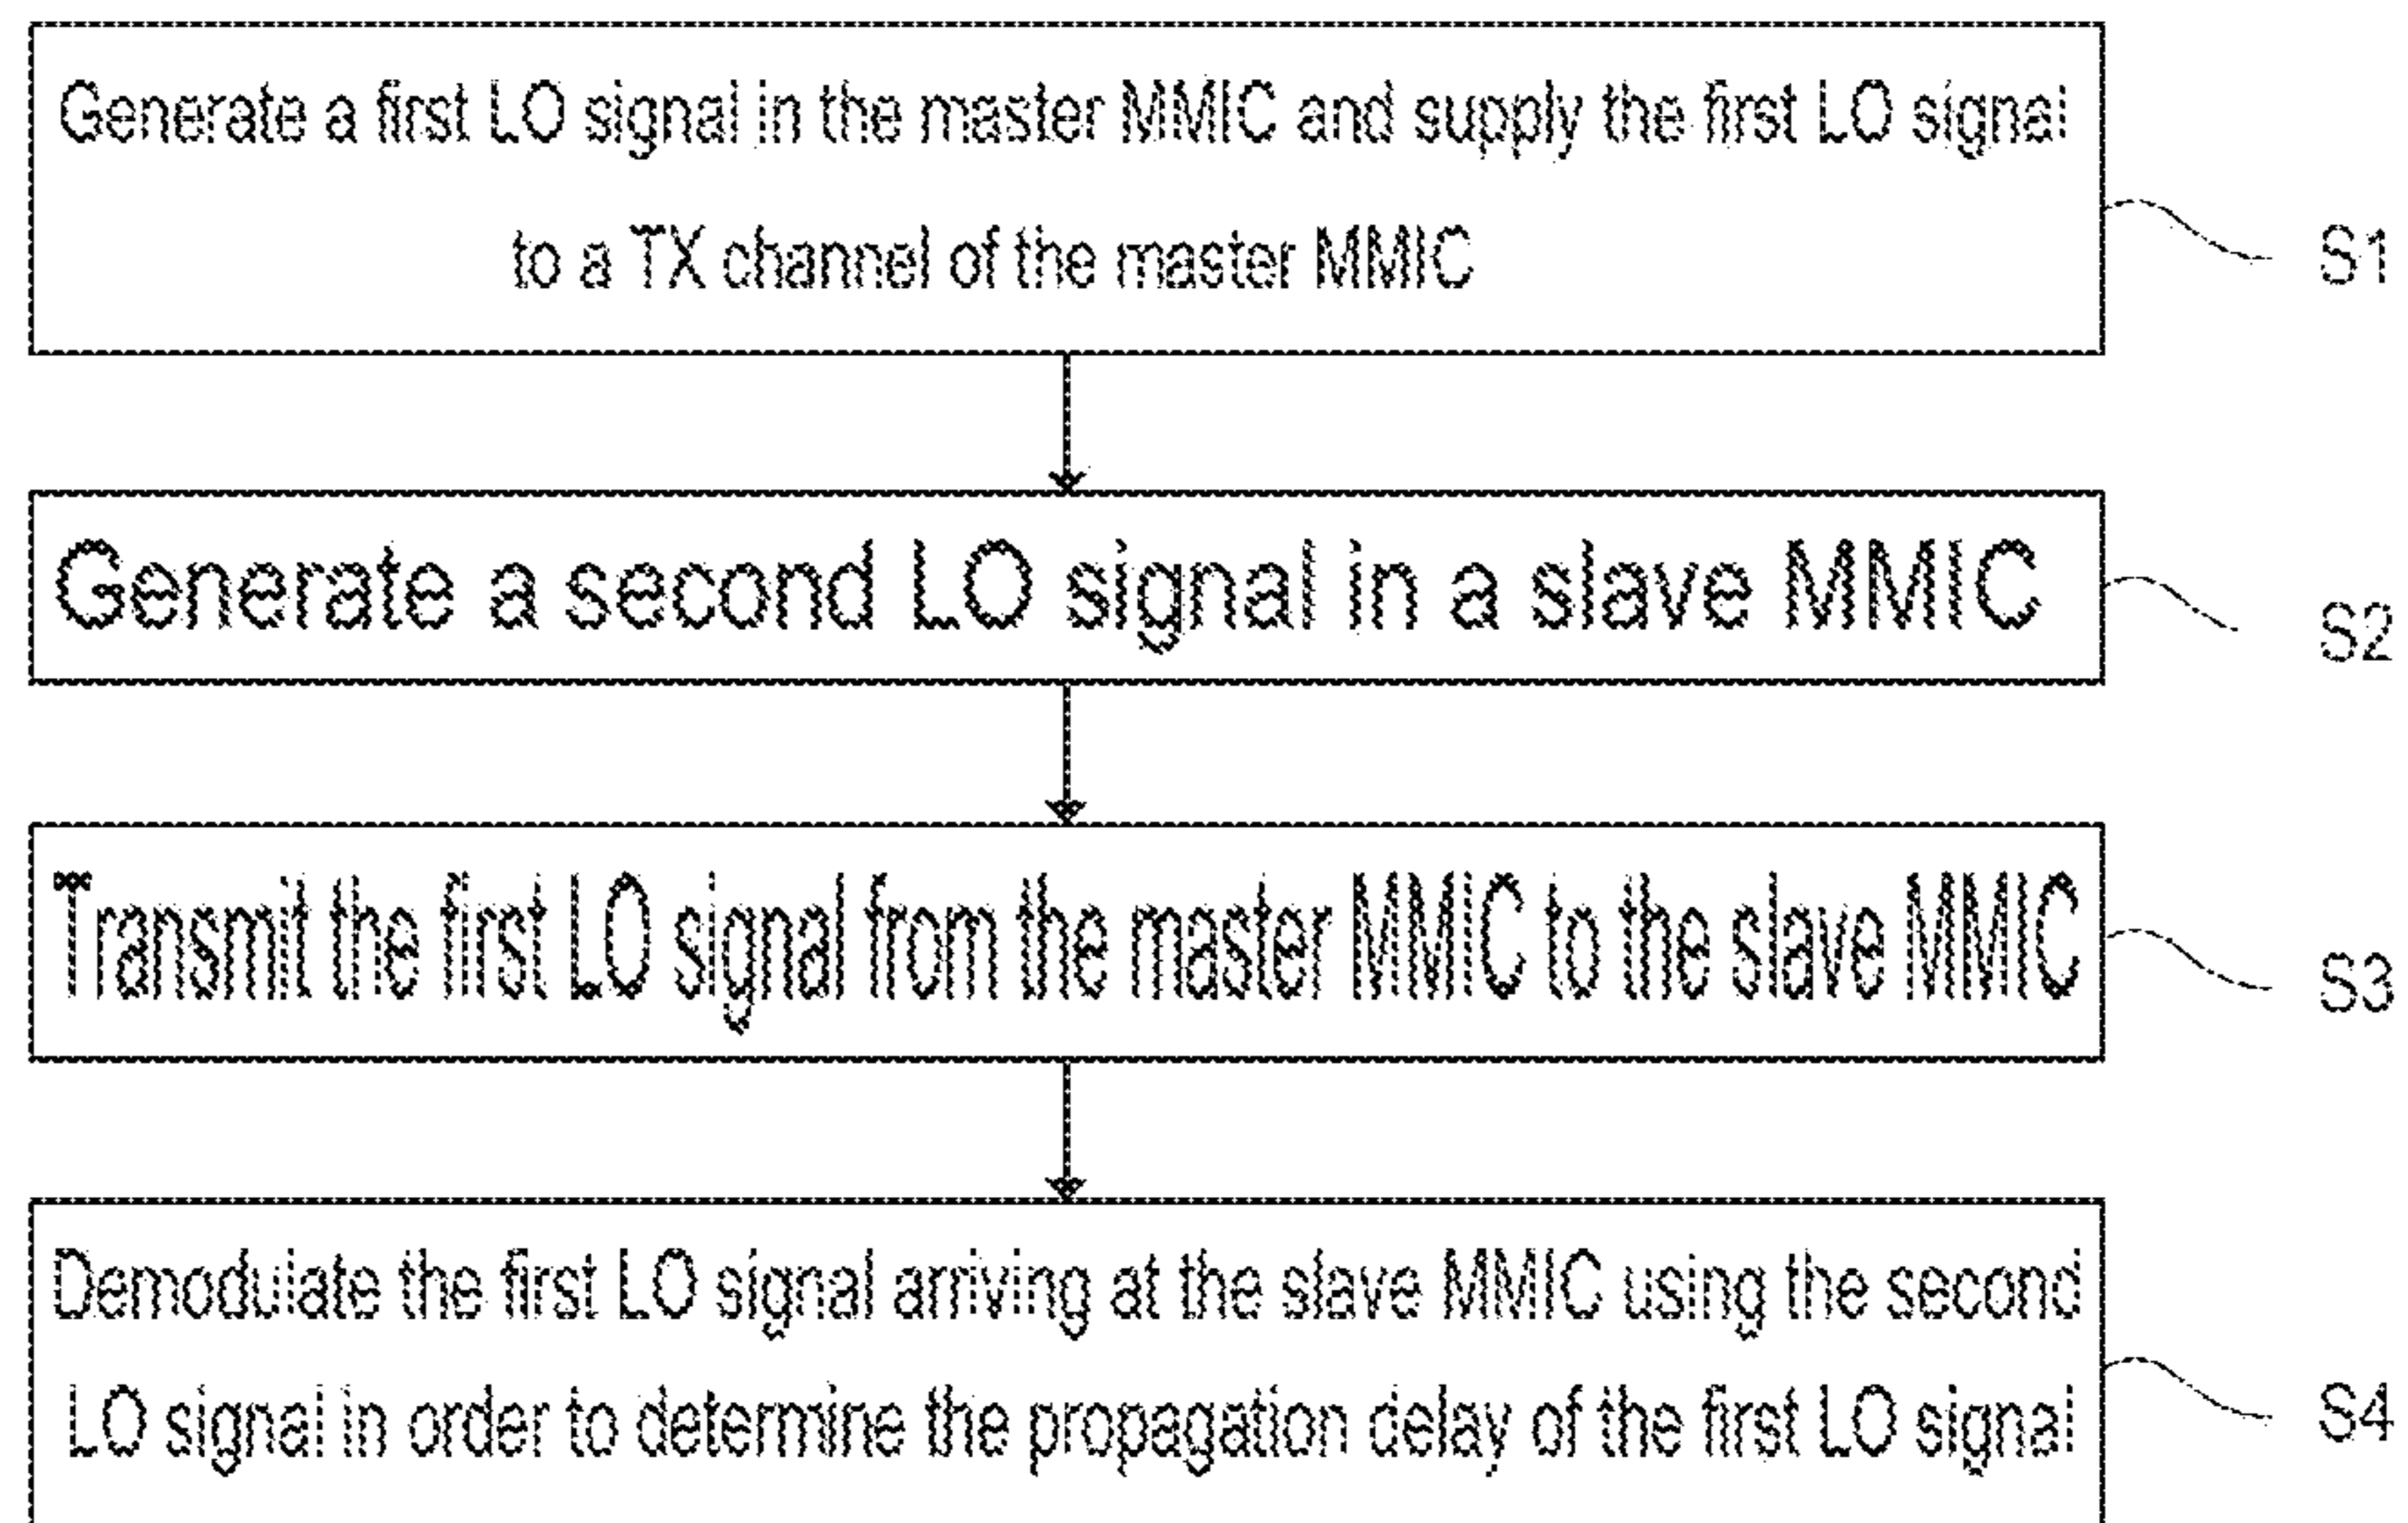 Generate a first LO signal in the master MMIC and supply the first LO signal
to a TX channel of the master MMIC
S1
Generate a second LO signal in a slave MMIC
S2
Transmit the first LO signal from the master MMIC to the slave MMIC
S3
Demodulate the first LO signal arriving at the slave MMIC using the second
LO signal in order to determine the propagation delay of the first LO signal
S4